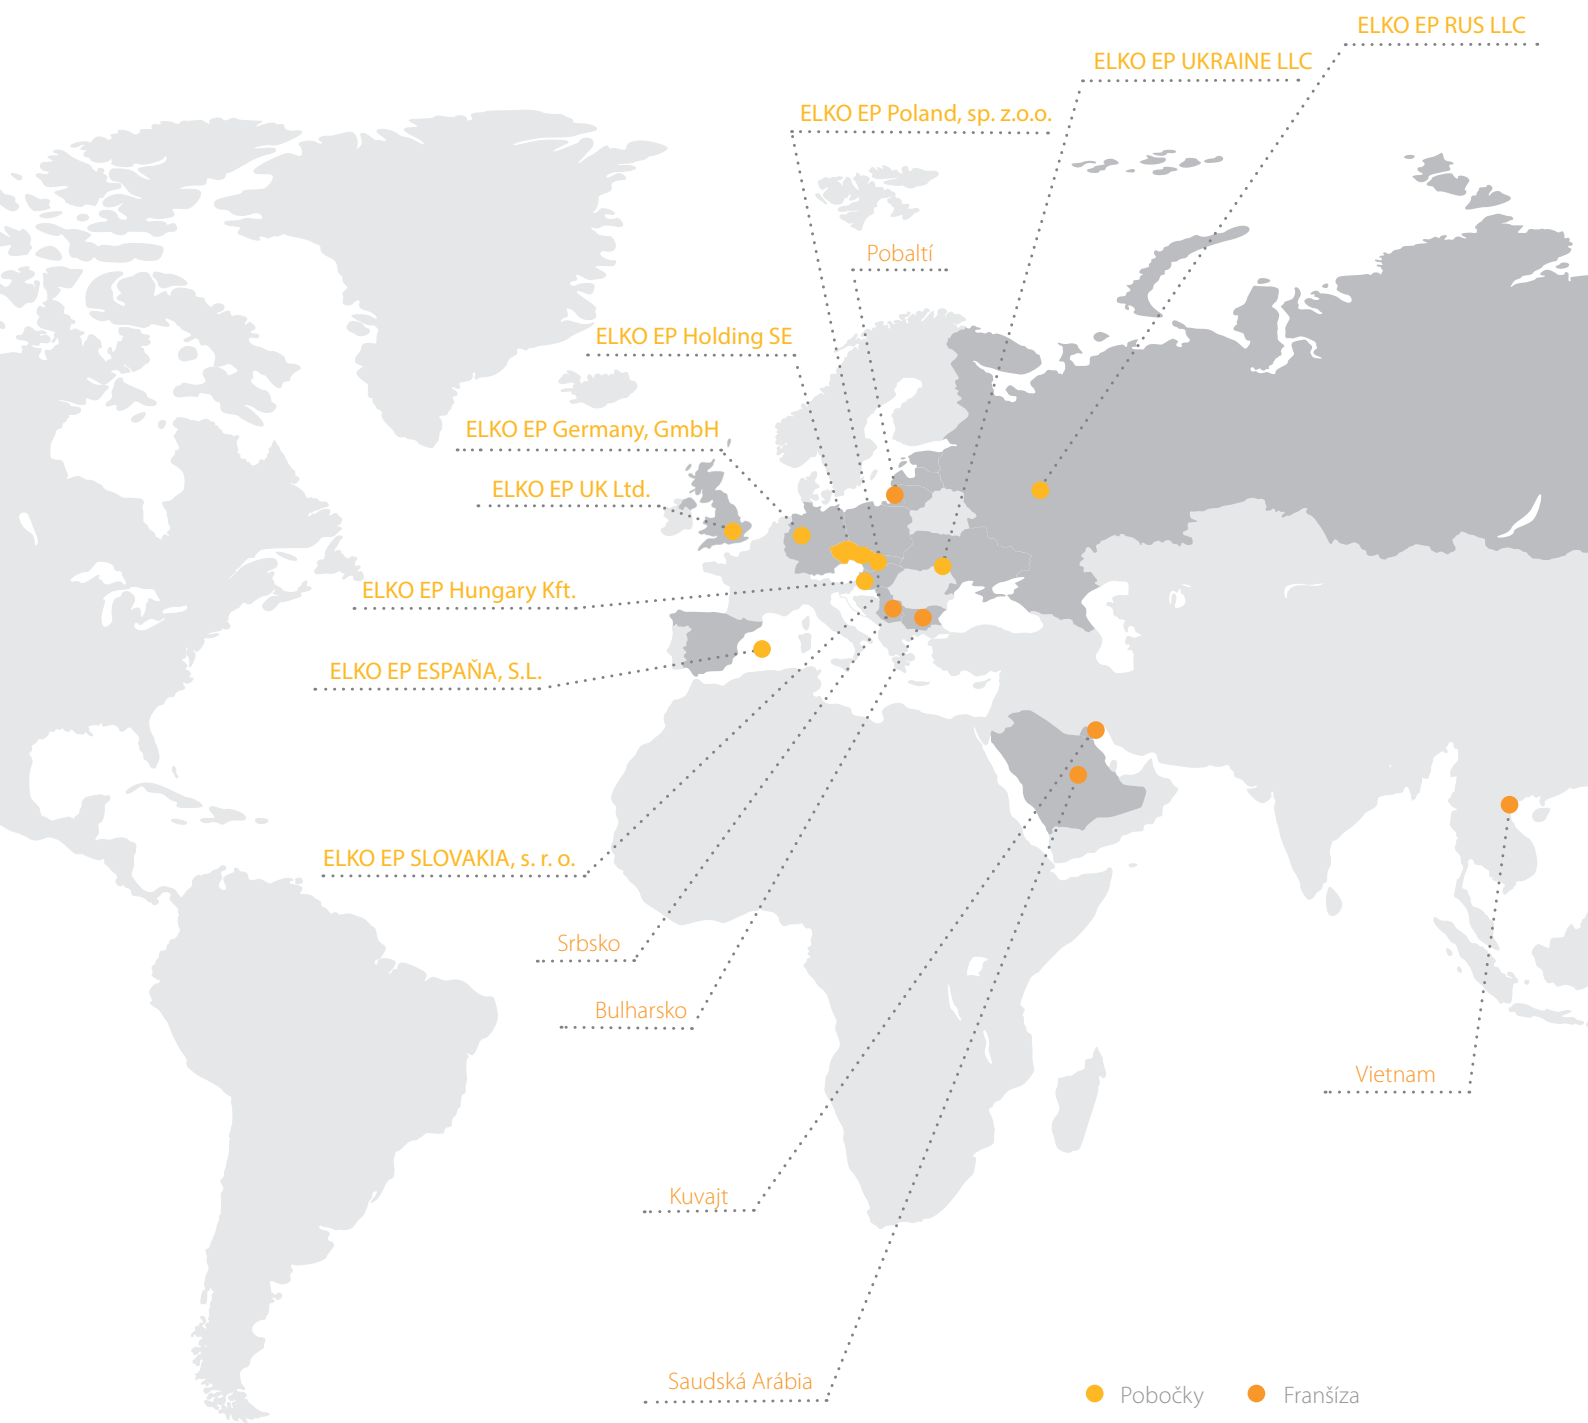 ELKO EP RUS LLC
ELKO EP UKRAINE LLC
ELKO EP Poland, sp. z.o.o.
Pobaltí
ELKO EP Holding SE
ELKO EP Germany, GmbH
ELKO EP UK Ltd.
ELKO EP Hungary Kft.
ELKO EP ESPAŇA, S.L.
ELKO EP SLOVAKIA, s. r. o.
Srbsko
Bulharsko
Vietnam
Kuvajt
Saudská Arábia
Pobočky
Franšíza